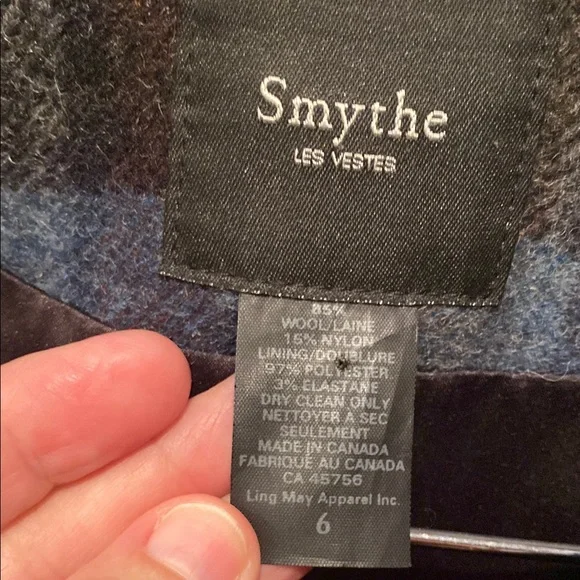 Smythe
LES VESTES
85%
WOOL/LAINE
15% NYLON
LINING/DOUBLURE
97% POLYESTER
3% ELASTANE
DRY CLEAN ONLY
NETTOYER A SEC
SEULEMENT
MADE IN CANADA
FABRIQUE AU CANADA
CA 45756
Ling May Apparel Inc.
6